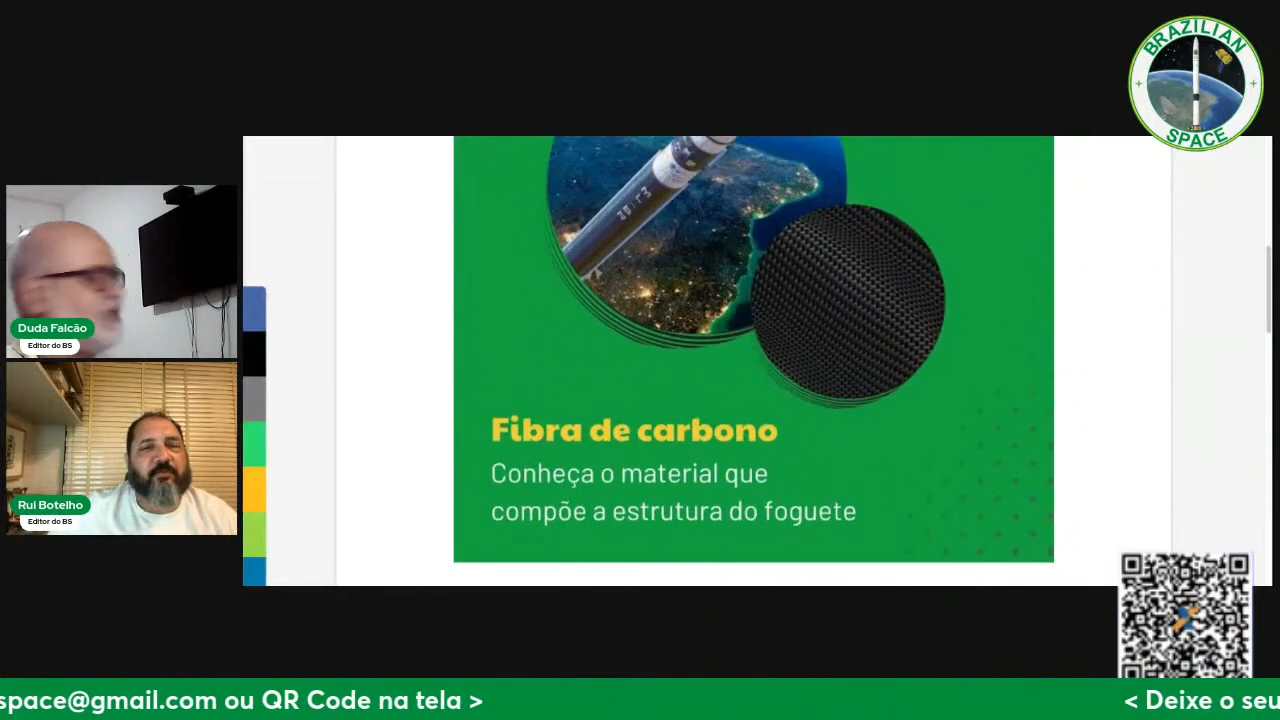 BRAZILIAN
SPACE
Duda Falcão
Editor do BS
Rui Botelho
Editor do BS
Fibra de carbono
Conheça o material que
compõe a estrutura do foguete
space@gmail.com ou QR Code na tela >
< Deixe o seu